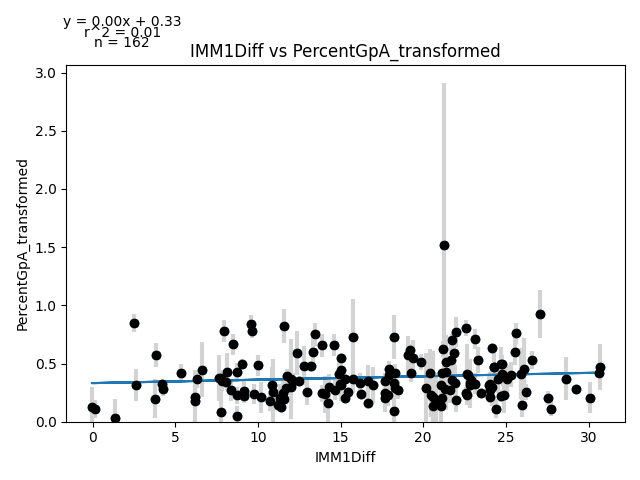 y = 0.00x + 0.33
r^2 = 0.01
n = 162
IMM1Diff vs PercentGpA_transformed
3.0
2.5
2.0
1.5
1.0
0.5
0.0
PercentGpA_transformed
0 5 10 15 20 25 30
IMM1Diff